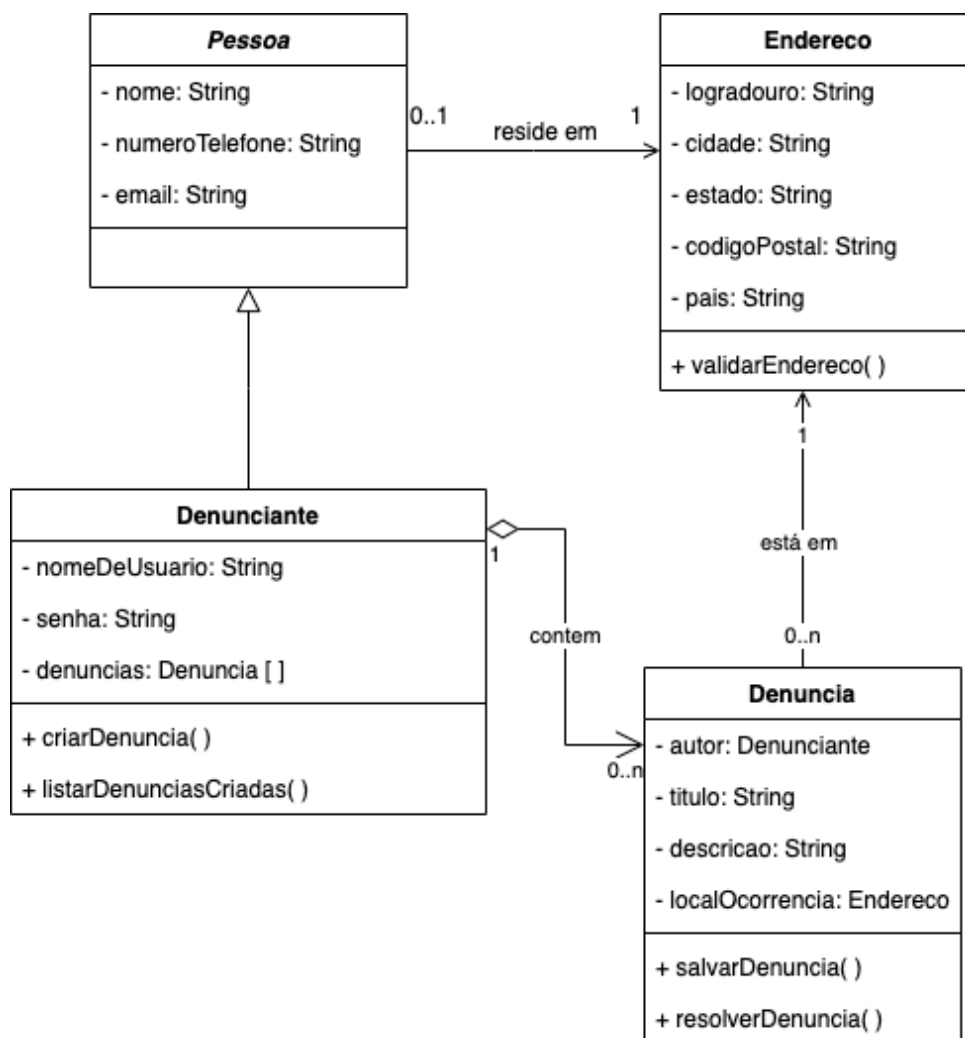 Pessoa
- nome: String
- numeroTelefone: String
- email: String
0..1
reside em
1
Endereco
- logradouro: String
- cidade: String
- estado: String
- codigoPostal: String
- pais: String
+ validarEndereco( )
Denunciante
- nomeDeUsuario: String
- senha: String
- denuncias: Denuncia [ ]
+ criarDenuncia( )
+ listarDenunciasCriadas( )
1
contem
0..n
1
está em
0..n
Denuncia
- autor: Denunciante
- titulo: String
- descricao: String
- localOcorrencia: Endereco
+ salvarDenuncia( )
+ resolverDenuncia( )